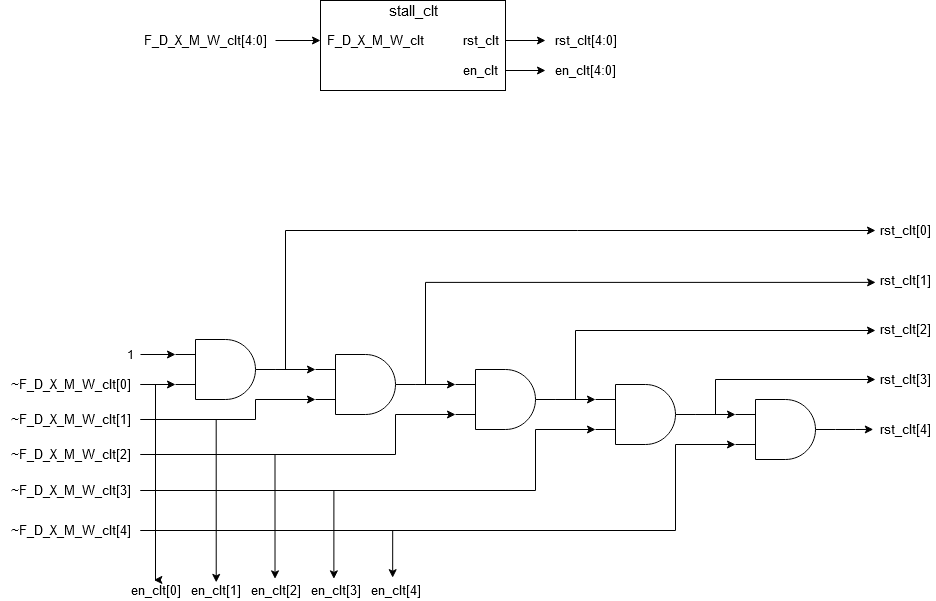 stall_clt
F_D_X_M_W_clt[4:0]
F_D_X_M_W_clt
rst_clt
rst_clt[4:0]
en_clt
en_clt[4:0]
rst_clt[0]
rst_clt[1]
rst_clt[2]
1
~F_D_X_M_W_clt[0]
rst_clt[3]
~F_D_X_M_W_clt[1]
rst_clt[4]
~F_D_X_M_W_clt[2]
~F_D_X_M_W_clt[3]
~F_D_X_M_W_clt[4]
en_clt[0]
en_clt[1]
en_clt[2]
en_clt[3]
en_clt[4]